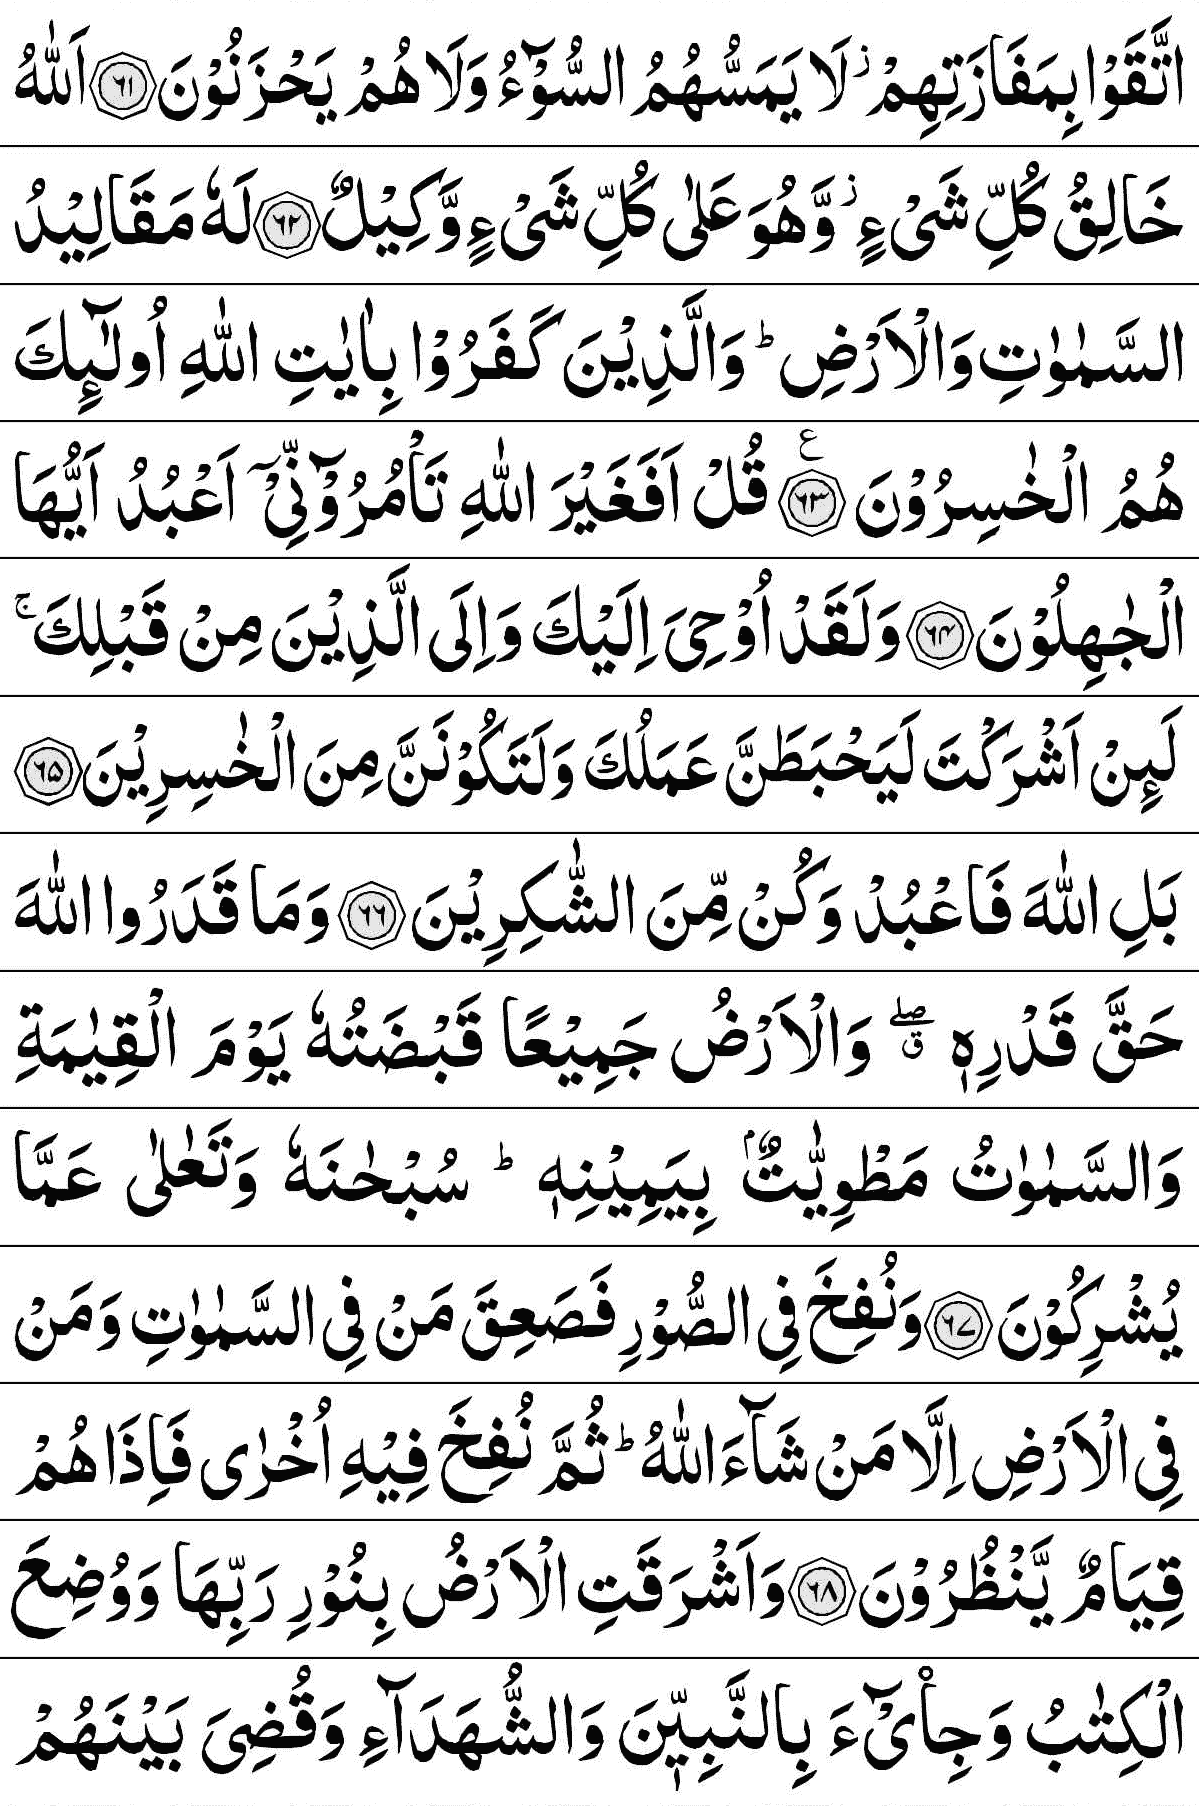 اتَّقَوۡا بِمَفَازَتِهِمۡ ز لَا يَمَسُّهُمُ السُّوۡٓءُ وَلَا هُمۡ يَحۡزَنُوۡنَ ﴿٦١﴾ اَللّٰهُ
خَالِقُ كُلِّ شَىۡءٍ ز وَّهُوَ عَلٰى كُلِّ شَىۡءٍ وَّكِيۡلٌ ﴿٦٢﴾ لَهٗ مَقَالِيۡدُ
السَّمٰوٰتِ وَالۡاَرۡضِ ؕ وَالَّذِيۡنَ كَفَرُوۡا بِاٰيٰتِ اللّٰهِ اُولٰٓٮِٕكَ
هُمُ الۡخٰسِرُوۡنَ ﴿٦٣﴾ ع قُلۡ اَفَغَيۡرَ اللّٰهِ تَاۡمُرُوۡٓنِّىۡٓ اَعۡبُدُ اَيُّهَا
الۡجٰهِلُوۡنَ ﴿٦٤﴾ وَلَقَدۡ اُوۡحِىَ اِلَيۡكَ وَاِلَى الَّذِيۡنَ مِنۡ قَبۡلِكَ ۚ
لَٮِٕنۡ اَشۡرَكۡتَ لَيَحۡبَطَنَّ عَمَلُكَ وَلَتَكُوۡنَنَّ مِنَ الۡخٰسِرِيۡنَ ﴿٦٥﴾
بَلِ اللّٰهَ فَاعۡبُدۡ وَكُنۡ مِّنَ الشّٰكِرِيۡنَ ﴿٦٦﴾ وَمَا قَدَرُوا اللّٰهَ
حَقَّ قَدۡرِهٖ ۖ ق وَالۡاَرۡضُ جَمِيۡعًا قَبۡضَتُهٗ يَوۡمَ الۡقِيٰمَةِ
وَالسَّمٰوٰتُ مَطۡوِيّٰتٌۢ بِيَمِيۡنِهٖ ؕ سُبۡحٰنَهٗ وَتَعٰلٰى عَمَّا
يُشۡرِكُوۡنَ ﴿٦٧﴾ وَنُفِخَ فِى الصُّوۡرِ فَصَعِقَ مَنۡ فِى السَّمٰوٰتِ وَمَنۡ
فِى الۡاَرۡضِ اِلَّا مَنۡ شَآءَ اللّٰهُ ؕ ثُمَّ نُفِخَ فِيۡهِ اُخۡرٰى فَاِذَا هُمۡ
قِيَامٌ يَّنۡظُرُوۡنَ ﴿٦٨﴾ وَاَشۡرَقَتِ الۡاَرۡضُ بِنُوۡرِ رَبِّهَا وَوُضِعَ
الۡكِتٰبُ وَجِاۡىۡٓءَ بِالنَّبِيّٖنَ وَالشُّهَدَآءِ وَقُضِىَ بَيۡنَهُمۡ